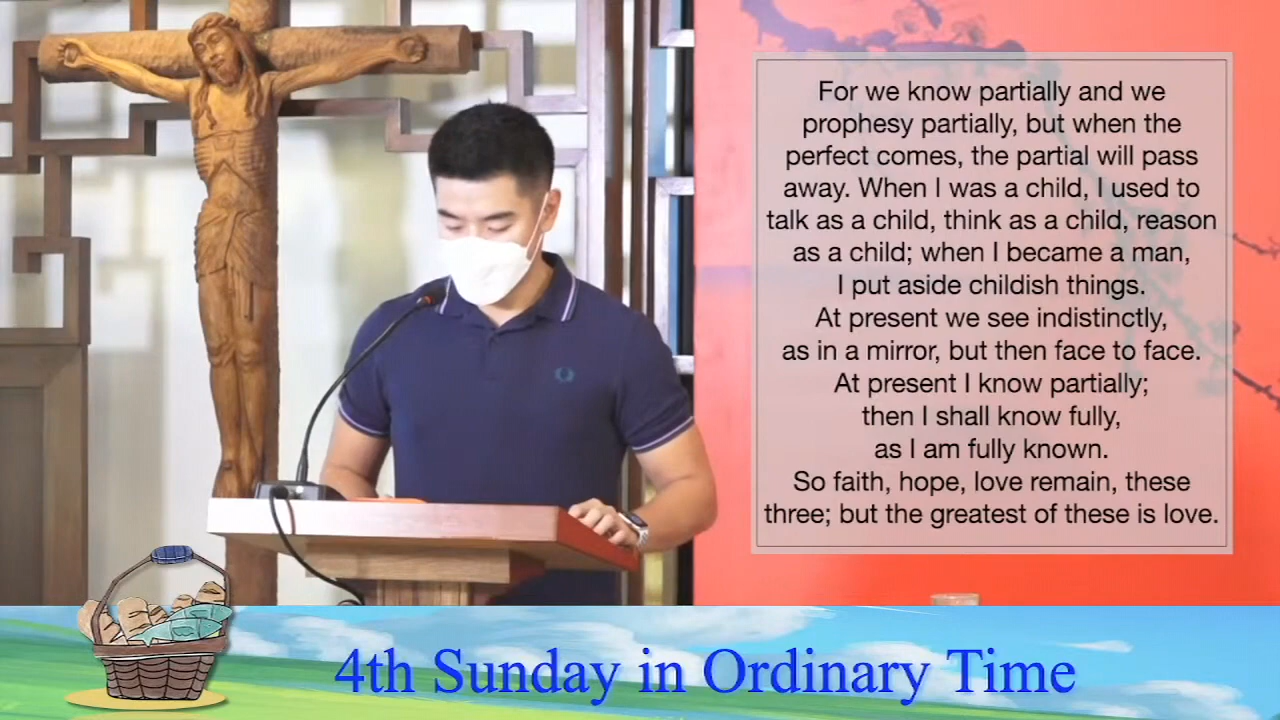 For we know partially and we
prophesy partially, but when the
perfect comes, the partial will pass
away. When I was a child, I used to
talk as a child, think as a child, reason
as a child; when I became a man,
I put aside childish things.
At present we see indistinctly,
as in a mirror, but then face to face.
At present I know partially;
then I shall know fully,
as I am fully known.
So faith, hope, love remain, these
three; but the greatest of these is love.
4th Sunday in Ordinary Time